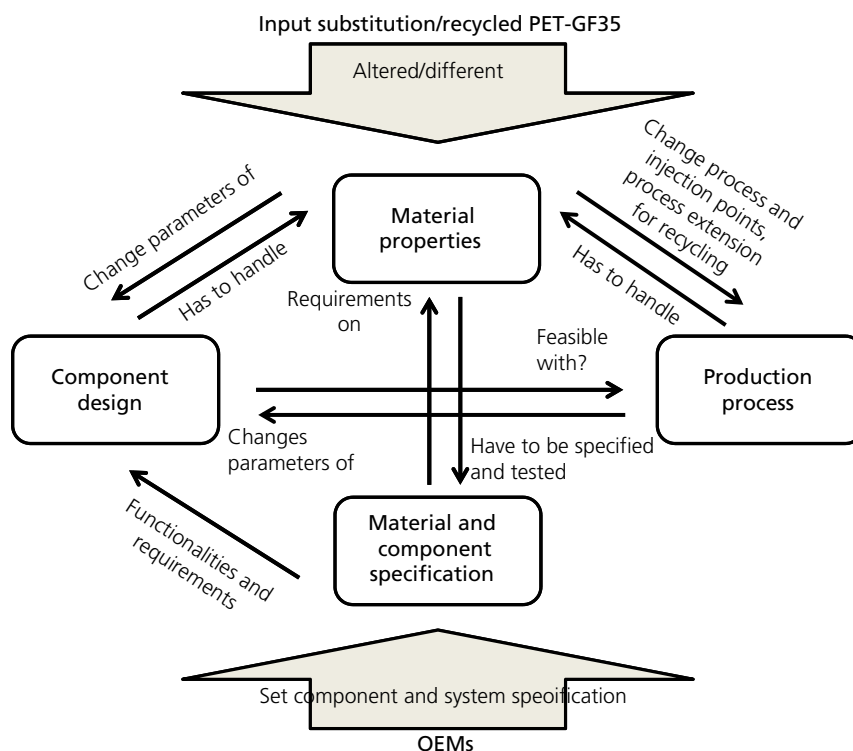 Input substitution/recycled PET-GF35
Altered/different
Change parameters of
Has to handle
Material
properties
Change process and
injection points,
process extension
for recycling
Has to handle
Requirements
on
Feasible
with?
Component
design
Production
process
Changes
parameters of
Have to be specified
and tested
Functionalities and
requirements
Material and
component
specification
Set component and system speoification
OEMs